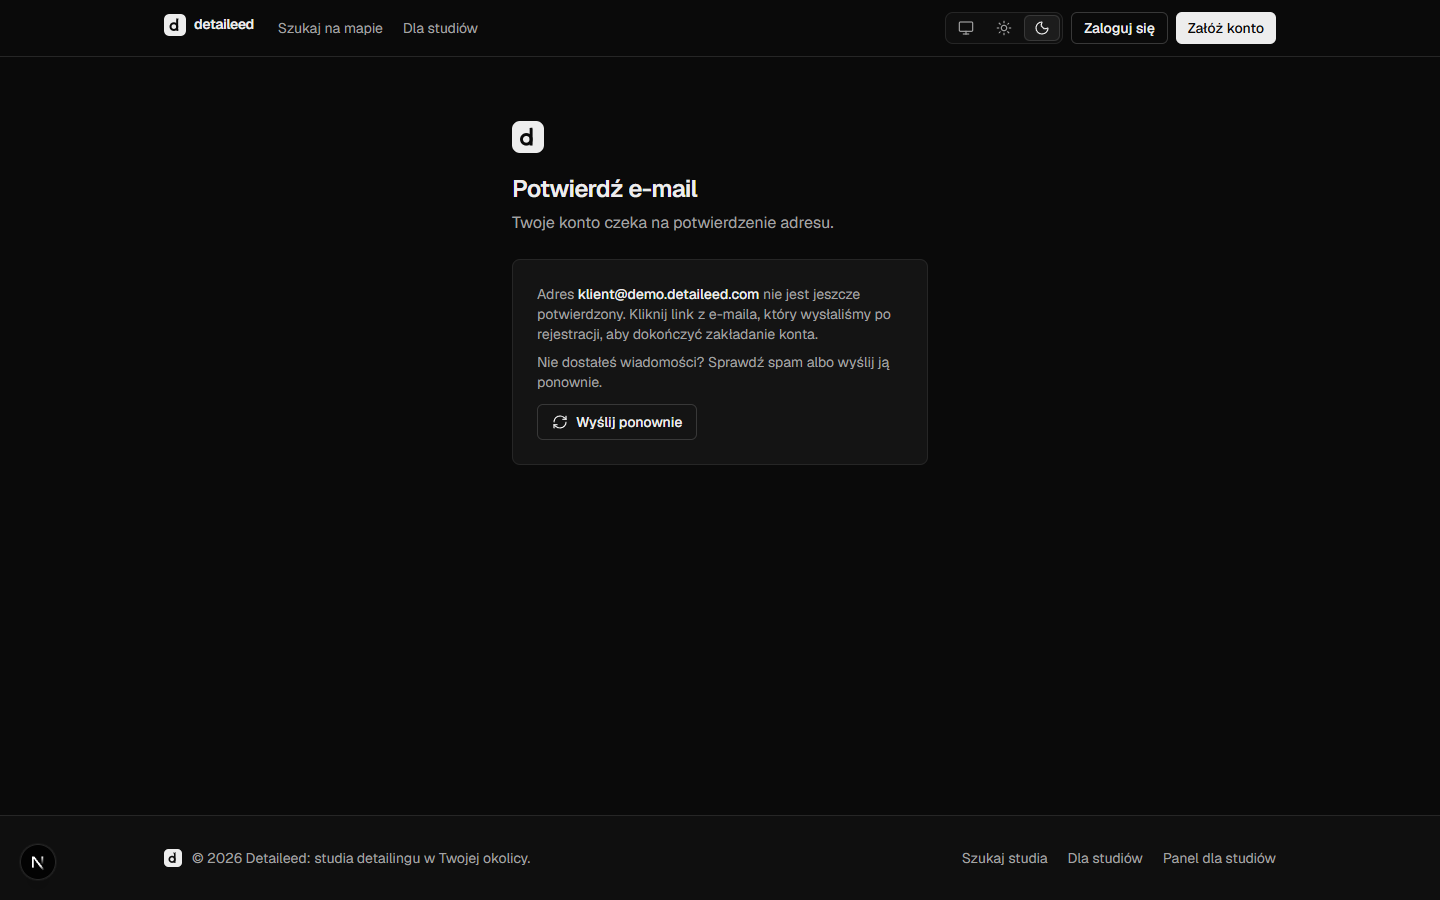 d detaileed Szukaj na mapie Dla studiów Zaloguj się Załóż konto
d
Potwierdź e-mail
Twoje konto czeka na potwierdzenie adresu.
Adres klient@demo.detaileed.com nie jest jeszcze
potwierdzony. Kliknij link z e-maila, który wysłaliśmy po
rejestracji, aby dokończyć zakładanie konta.
Nie dostałeś wiadomości? Sprawdź spam albo wyślij ją
ponownie.
Wyślij ponownie
N d © 2026 Detaileed: studia detailingu w Twojej okolicy. Szukaj studia Dla studiów Panel dla studiów